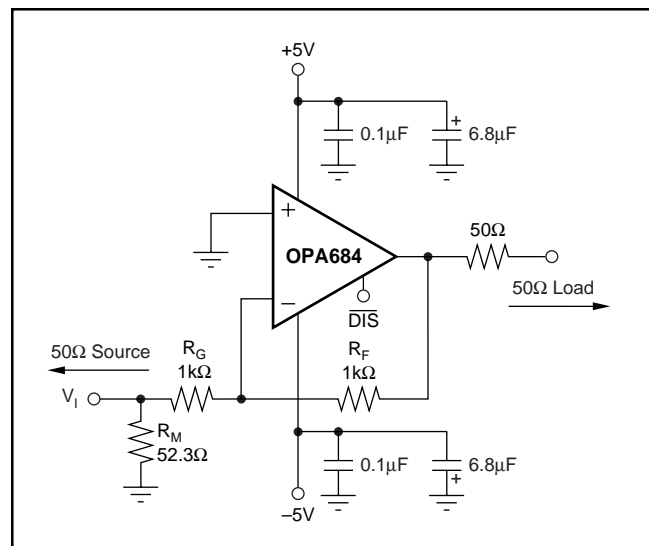 +5V
0.1µF
+
6.8µF
+
OPA684
–
50Ω
DIS
50Ω Load
50Ω Source
R_G
1kΩ
R_F
1kΩ
V_I
R_M
52.3Ω
0.1µF
6.8µF
+
–5V